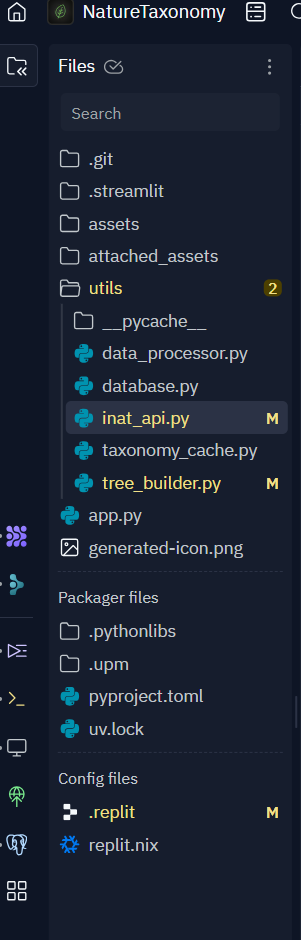 NatureTaxonomy
Files
Search
.git
.streamlit
assets
attached_assets
utils 2
__pycache__
data_processor.py
database.py
inat_api.py M
taxonomy_cache.py
tree_builder.py M
app.py
generated-icon.png
Packager files
.pythonlibs
.upm
pyproject.toml
uv.lock
Config files
.replit M
replit.nix